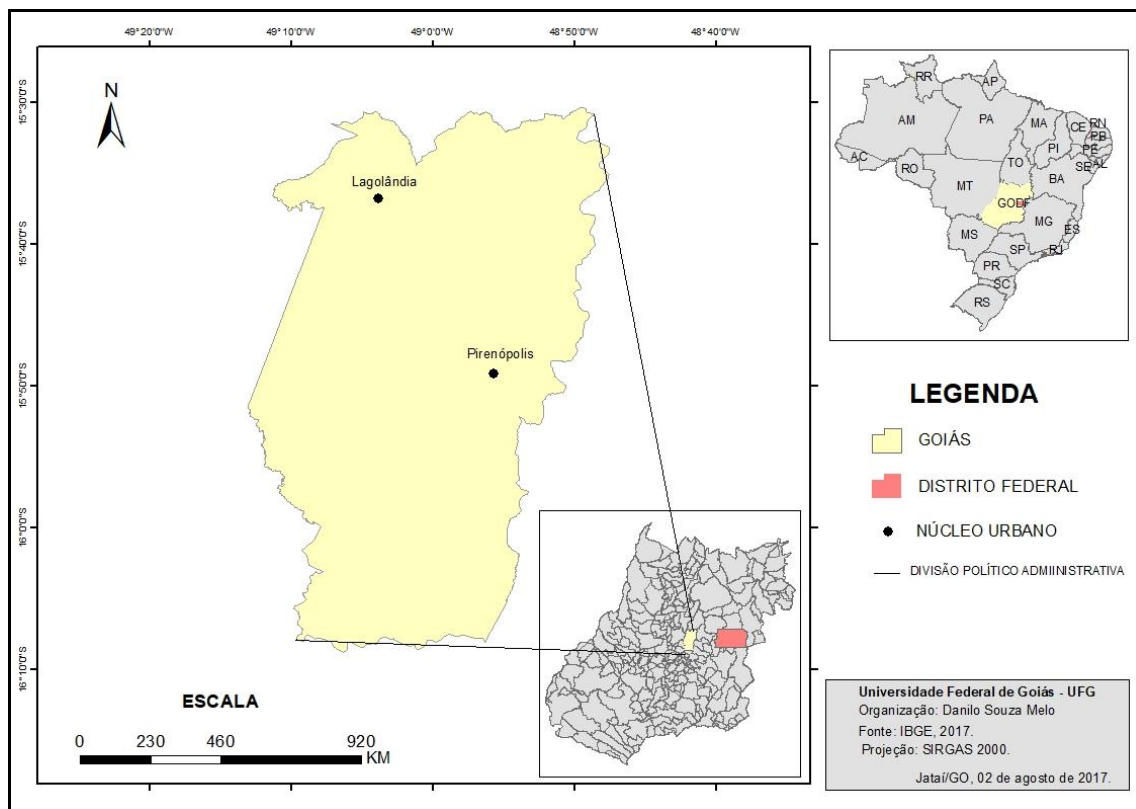 49°20'0"W
49°10'0"W
49°0'0"W
48°50'0"W
48°40'0"W
15°30'0"S
15°40'0"S
15°50'0"S
16°0'0"S
16°10'0"S
N
Lagolândia
Pirenópolis
ESCALA
0 230 460 920
KM
RR
AP
AM
PA
MA
CE
RN
PB
PE
AL
SE
PI
AC
RO
TO
BA
MT
GO
DF
MG
ES
MS
SP
RJ
PR
SC
RS
LEGENDA
GOIÁS
DISTRITO FEDERAL
NÚCLEO URBANO
DIVISÃO POLÍTICO ADMIINISTRATIVA
Universidade Federal de Goiás - UFG
Organização: Danilo Souza Melo
Fonte: IBGE, 2017.
Projeção: SIRGAS 2000.
Jataí/GO, 02 de agosto de 2017.